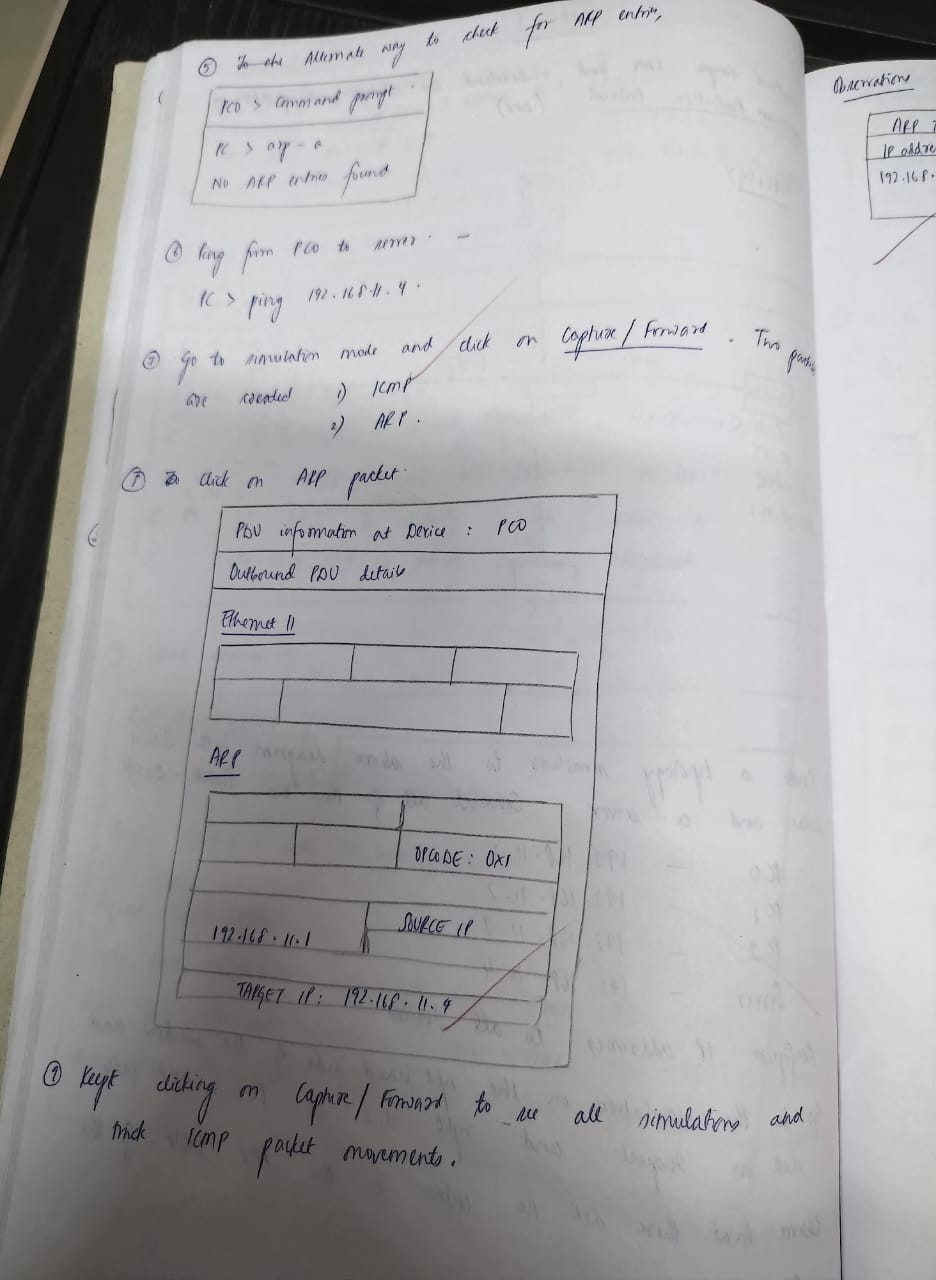 ⑤ To che Alternate way to check for ARP entries,
PC0 > Command prompt
PC > arp -a
No ARP entries found
⑥ Ping from PC0 to server. -
PC > ping 192.168.11.4.
⑦ Go to simulation mode and click on Capture/Forward. Two packets
are created 1) ICMP
2) ARP.
⑧ click on ARP packet.
PDU information at Device : PC0
Outbound PDU details
Ethernet II
ARP
OPCODE: 0X1
192.168.11.1 SOURCE IP
TARGET IP: 192.168.11.4
⑨ Kept clicking on Capture/Forward to see all simulations and
track ICMP packet movements.
Observations
ARP
IP addre
192.168.